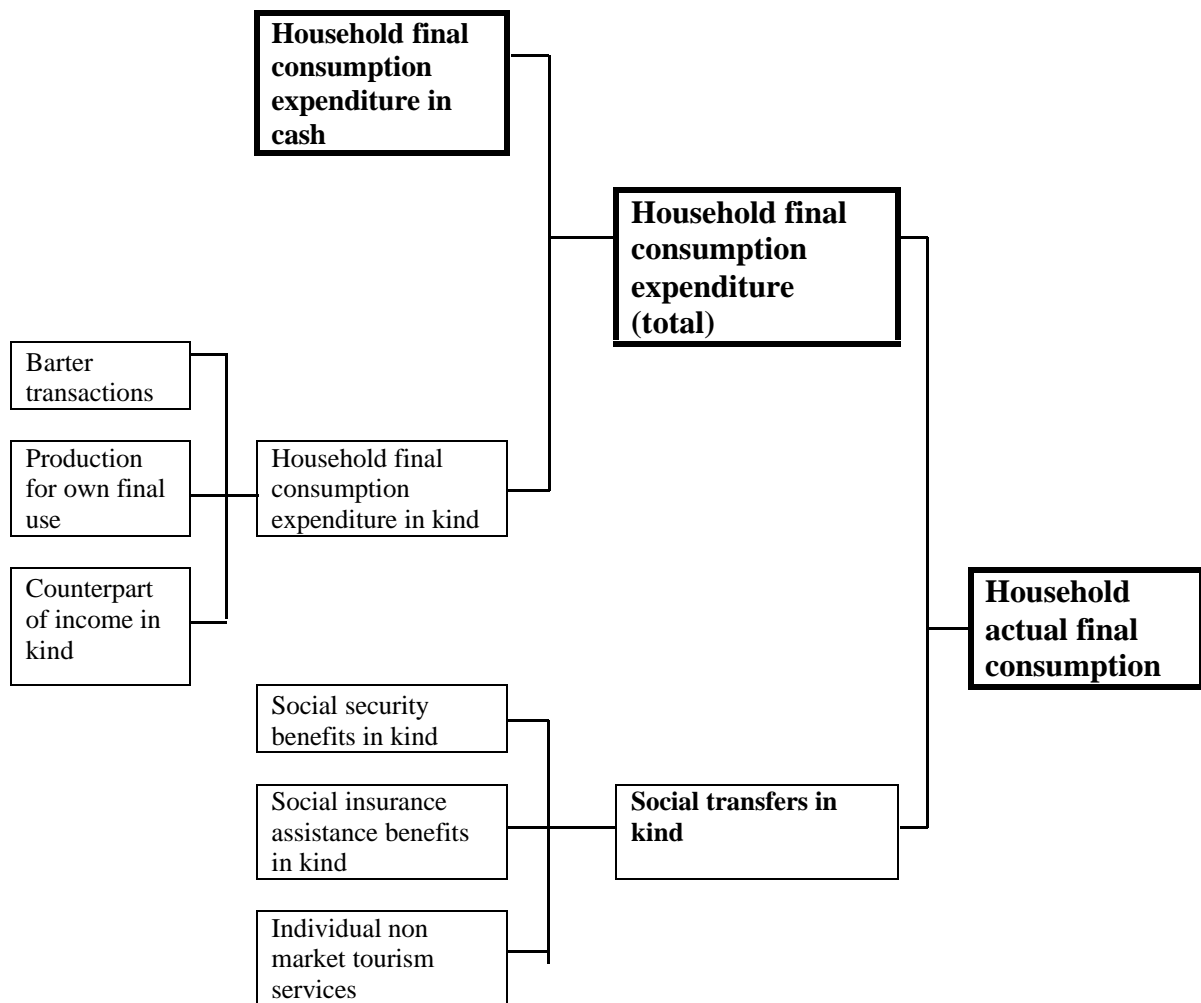 Household final
consumption
expenditure in
cash
Household final
consumption
expenditure
(total)
Barter
transactions
Production
for own final
use
Household final
consumption
expenditure in kind
Counterpart
of income in
kind
Household
actual final
consumption
Social security
benefits in kind
Social insurance
assistance benefits
in kind
Social transfers in
kind
Individual non
market tourism
services